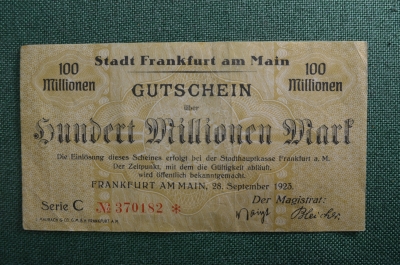 Stadt Frankfurt am Main
100 Millionen
100 Millionen
GUTSCHEIN
über
Hundert Millionen Mark
Die Einlösung dieses Scheines erfolgt bei der Stadthauptkasse Frankfurt a. M.
Der Zeitpunkt, mit dem die Gültigkeit abläuft,
wird öffentlich bekanntgemacht.
FRANKFURT AM MAIN, 28. September 1923.
Serie C № 370182 *
Der Magistrat: